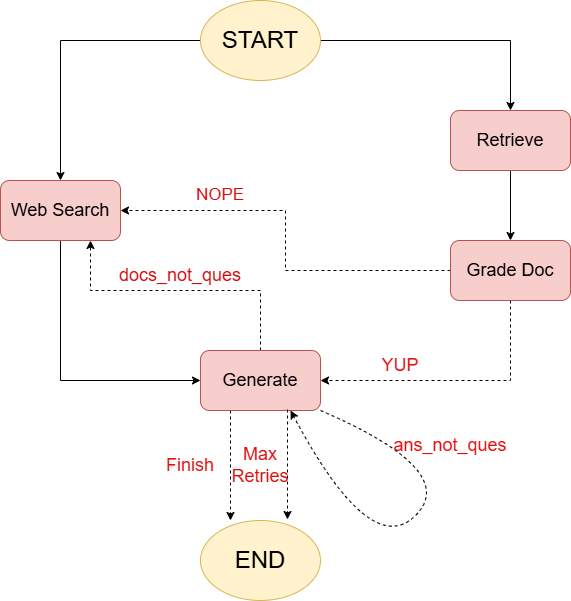 START
Retrieve
NOPE
Web Search
Grade Doc
docs_not_ques
YUP
Generate
ans_not_ques
Finish
Max
Retries
END